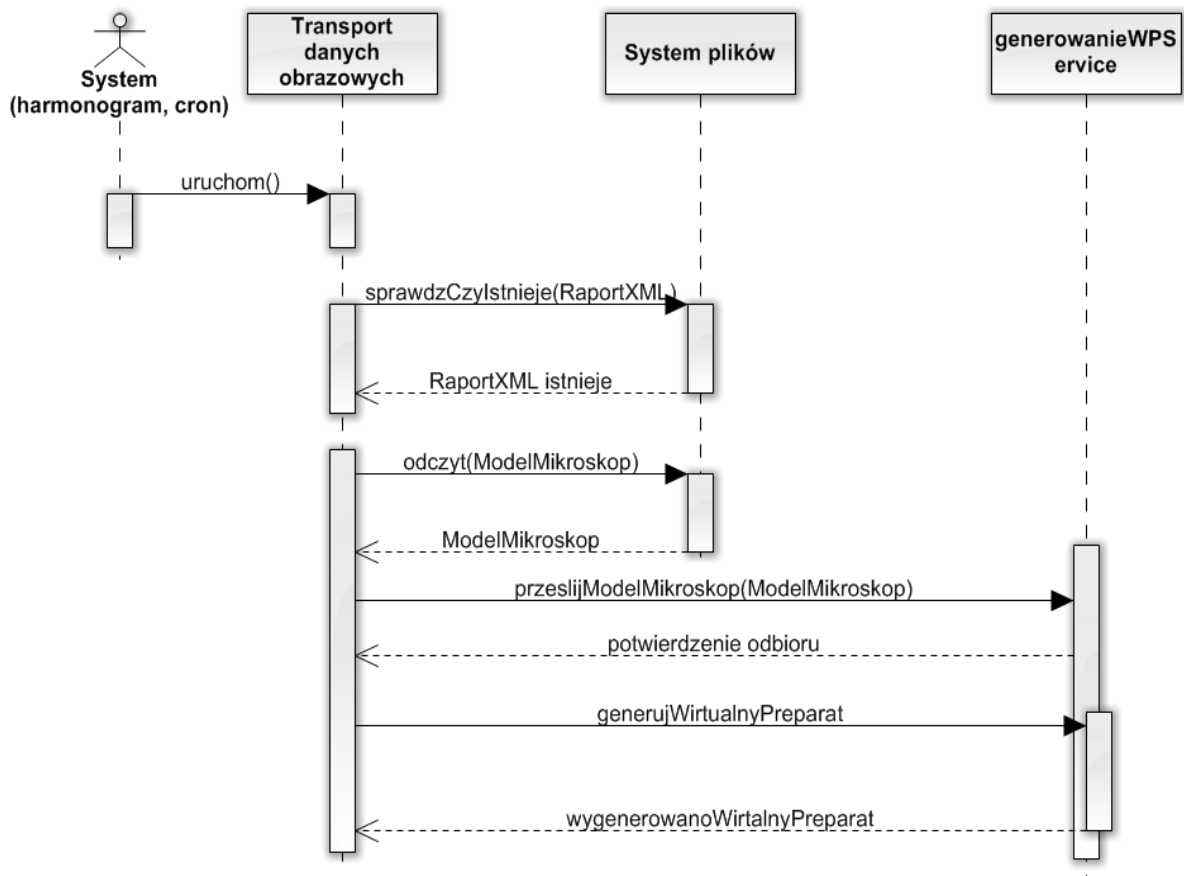 System
(harmonogram, cron)
Transport
danych
obrazowych
System plików
generowanieWPS
ervice
uruchom()
sprawdzCzyIstnieje(RaportXML)
RaportXML istnieje
odczyt(ModelMikroskop)
ModelMikroskop
przeslijModelMikroskop(ModelMikroskop)
potwierdzenie odbioru
generujWirtualnyPreparat
wygenerowanoWirtalnyPreparat